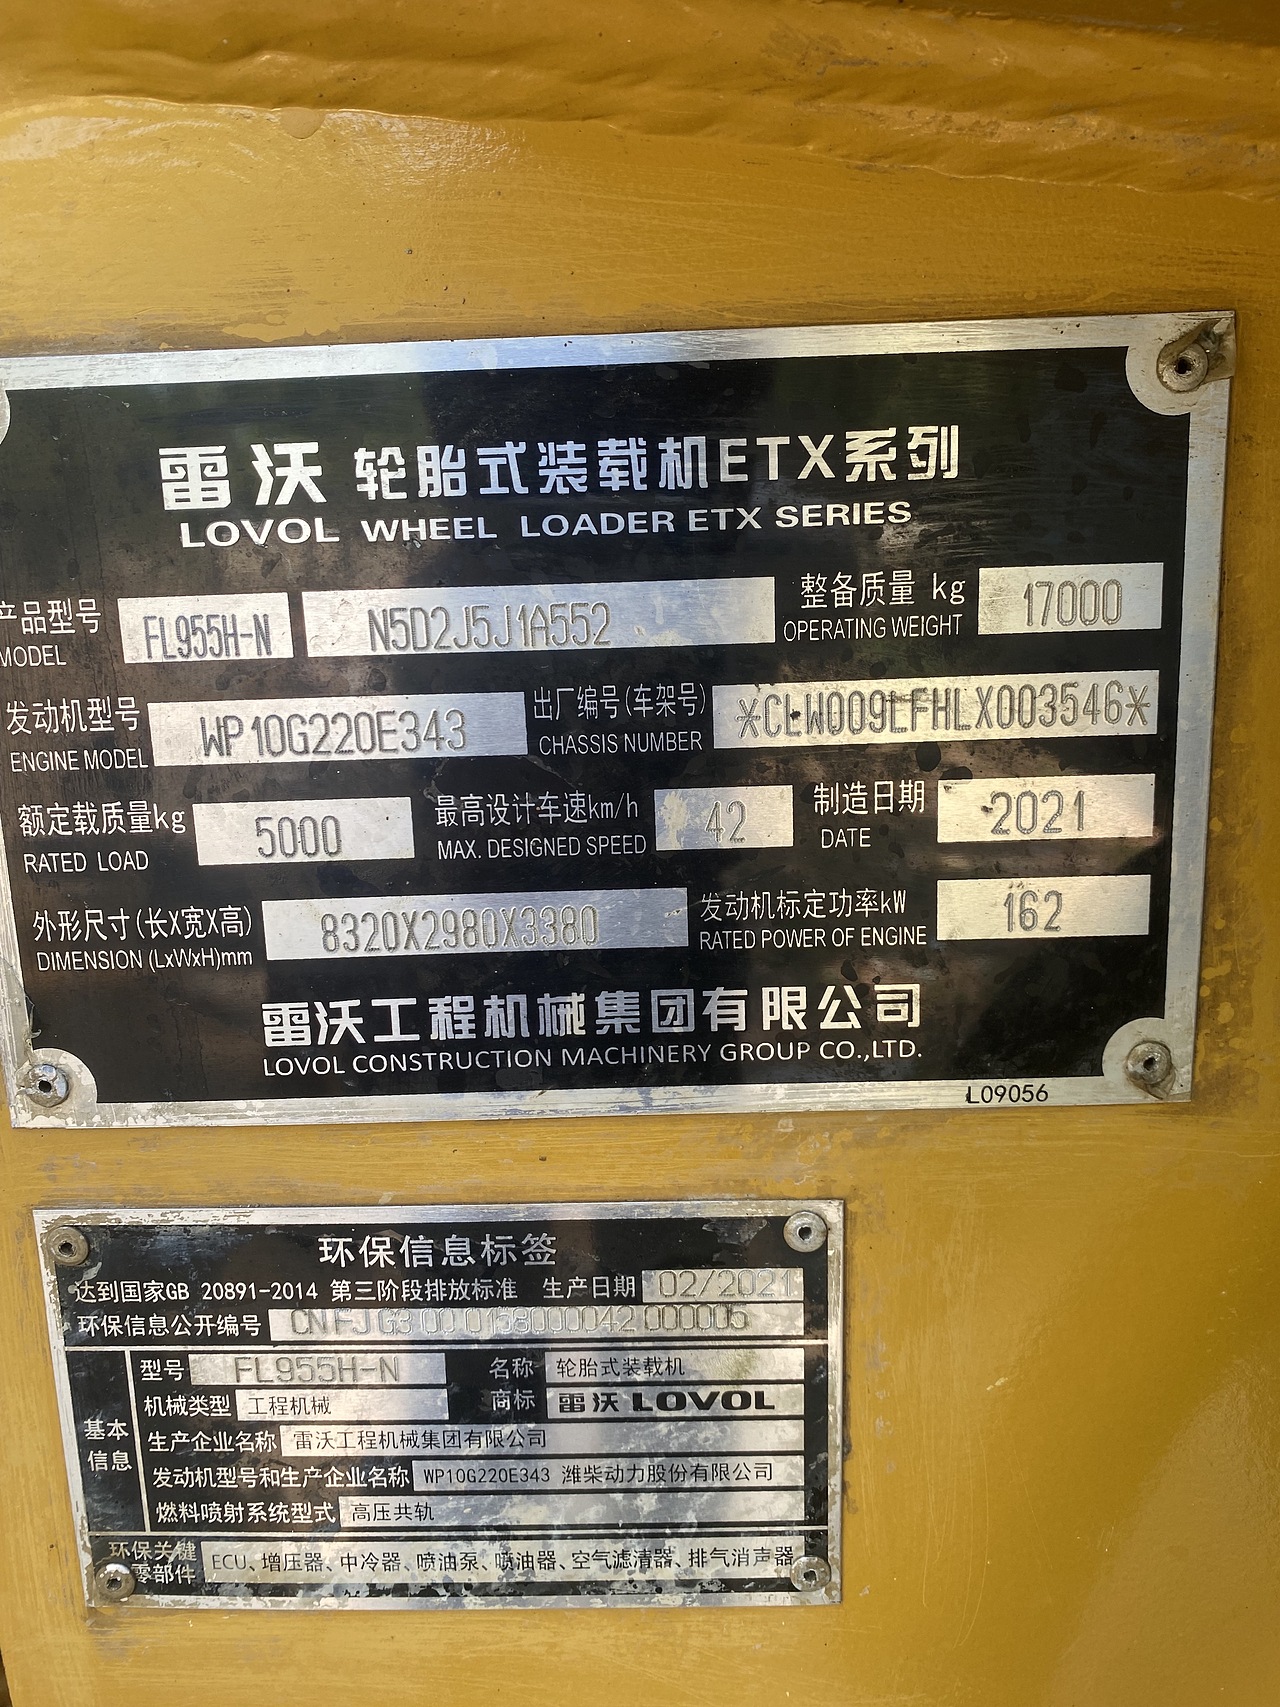 雷沃 轮胎式装载机ETX系列
LOVOL WHEEL LOADER ETX SERIES
产品型号 FL955H-N N5D2J5J1A552 整备质量 kg 17000
MODEL OPERATING WEIGHT
发动机型号 WP10G220E343 出厂编号(车架号) *CLW009LFHLX003546*
ENGINE MODEL CHASSIS NUMBER
额定载质量kg 5000 最高设计车速km/h 42 制造日期 2021
RATED LOAD MAX. DESIGNED SPEED DATE
外形尺寸(长X宽X高) 8320X2980X3380 发动机标定功率kW 162
DIMENSION (LxWxH)mm RATED POWER OF ENGINE
雷沃工程机械集团有限公司
LOVOL CONSTRUCTION MACHINERY GROUP CO.,LTD.
L09056
环保信息标签
达到国家GB 20891-2014 第三阶段排放标准 生产日期 02/2021
环保信息公开编号 CN FJ G3 00 0158000042 000005
基本信息
型号 FL955H-N 名称 轮胎式装载机
机械类型 工程机械 商标 雷沃 LOVOL
生产企业名称 雷沃工程机械集团有限公司
发动机型号和生产企业名称 WP10G220E343 潍柴动力股份有限公司
燃料喷射系统型式 高压共轨
环保关键零部件 ECU、增压器、中冷器、喷油泵、喷油器、空气滤清器、排气消声器